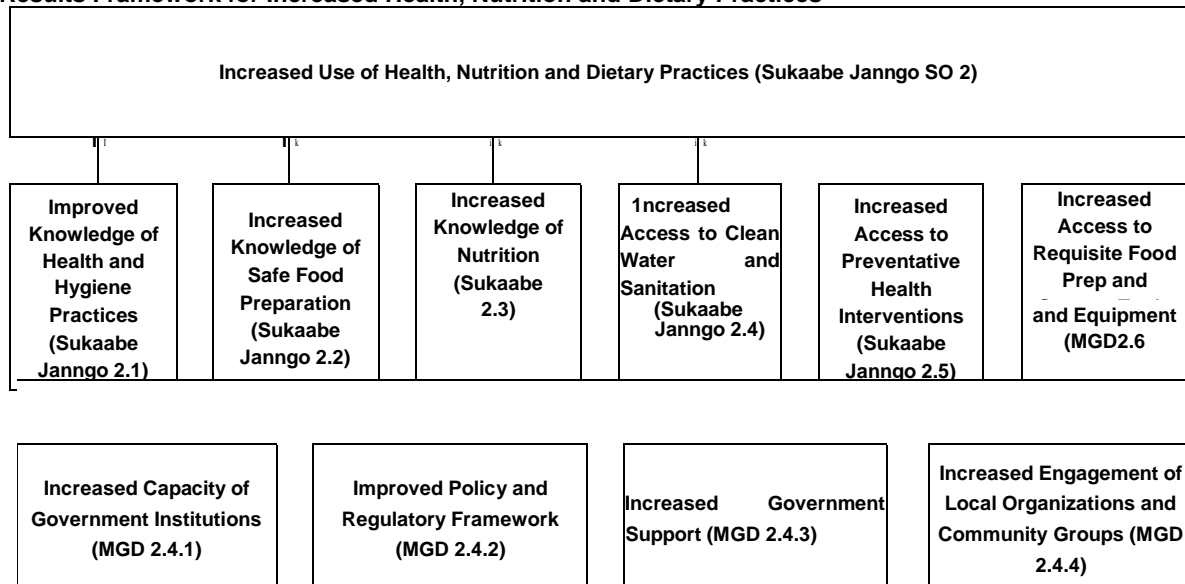 Results Framework for Increased Health, Nutrition and Dietary Practices
Increased Use of Health, Nutrition and Dietary Practices (Sukaabe Janngo SO 2)
Improved
Knowledge of
Health and
Hygiene
Practices
(Sukaabe
Janngo 2.1)
Increased
Knowledge of
Safe Food
Preparation
(Sukaabe
Janngo 2.2)
Increased
Knowledge of
Nutrition
(Sukaabe
2.3)
1ncreased
Access to Clean
Water and
Sanitation
(Sukaabe
Janngo 2.4)
Increased
Access to
Preventative
Health
Interventions
(Sukaabe
Janngo 2.5)
Increased
Access to
Requisite Food
Prep and
and Equipment
(MGD2.6
Increased Capacity of
Government Institutions
(MGD 2.4.1)
Improved Policy and
Regulatory Framework
(MGD 2.4.2)
Increased Government
Support (MGD 2.4.3)
Increased Engagement of
Local Organizations and
Community Groups (MGD
2.4.4)